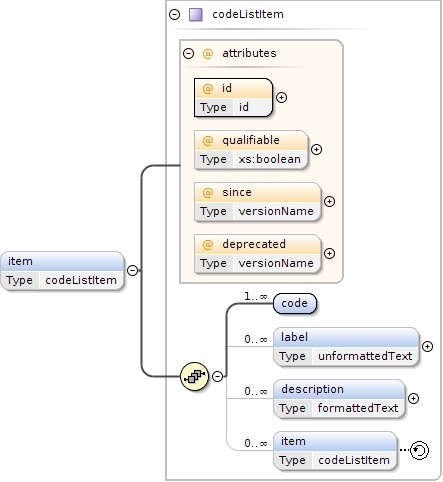 codeListItem
@ attributes
@ id
Type id
@ qualifiable
Type xs:boolean
@ since
Type versionName
@ deprecated
Type versionName
item
Type codeListItem
1..∞
code
0..∞
label
Type unformattedText
0..∞
description
Type formattedText
0..∞
item
Type codeListItem